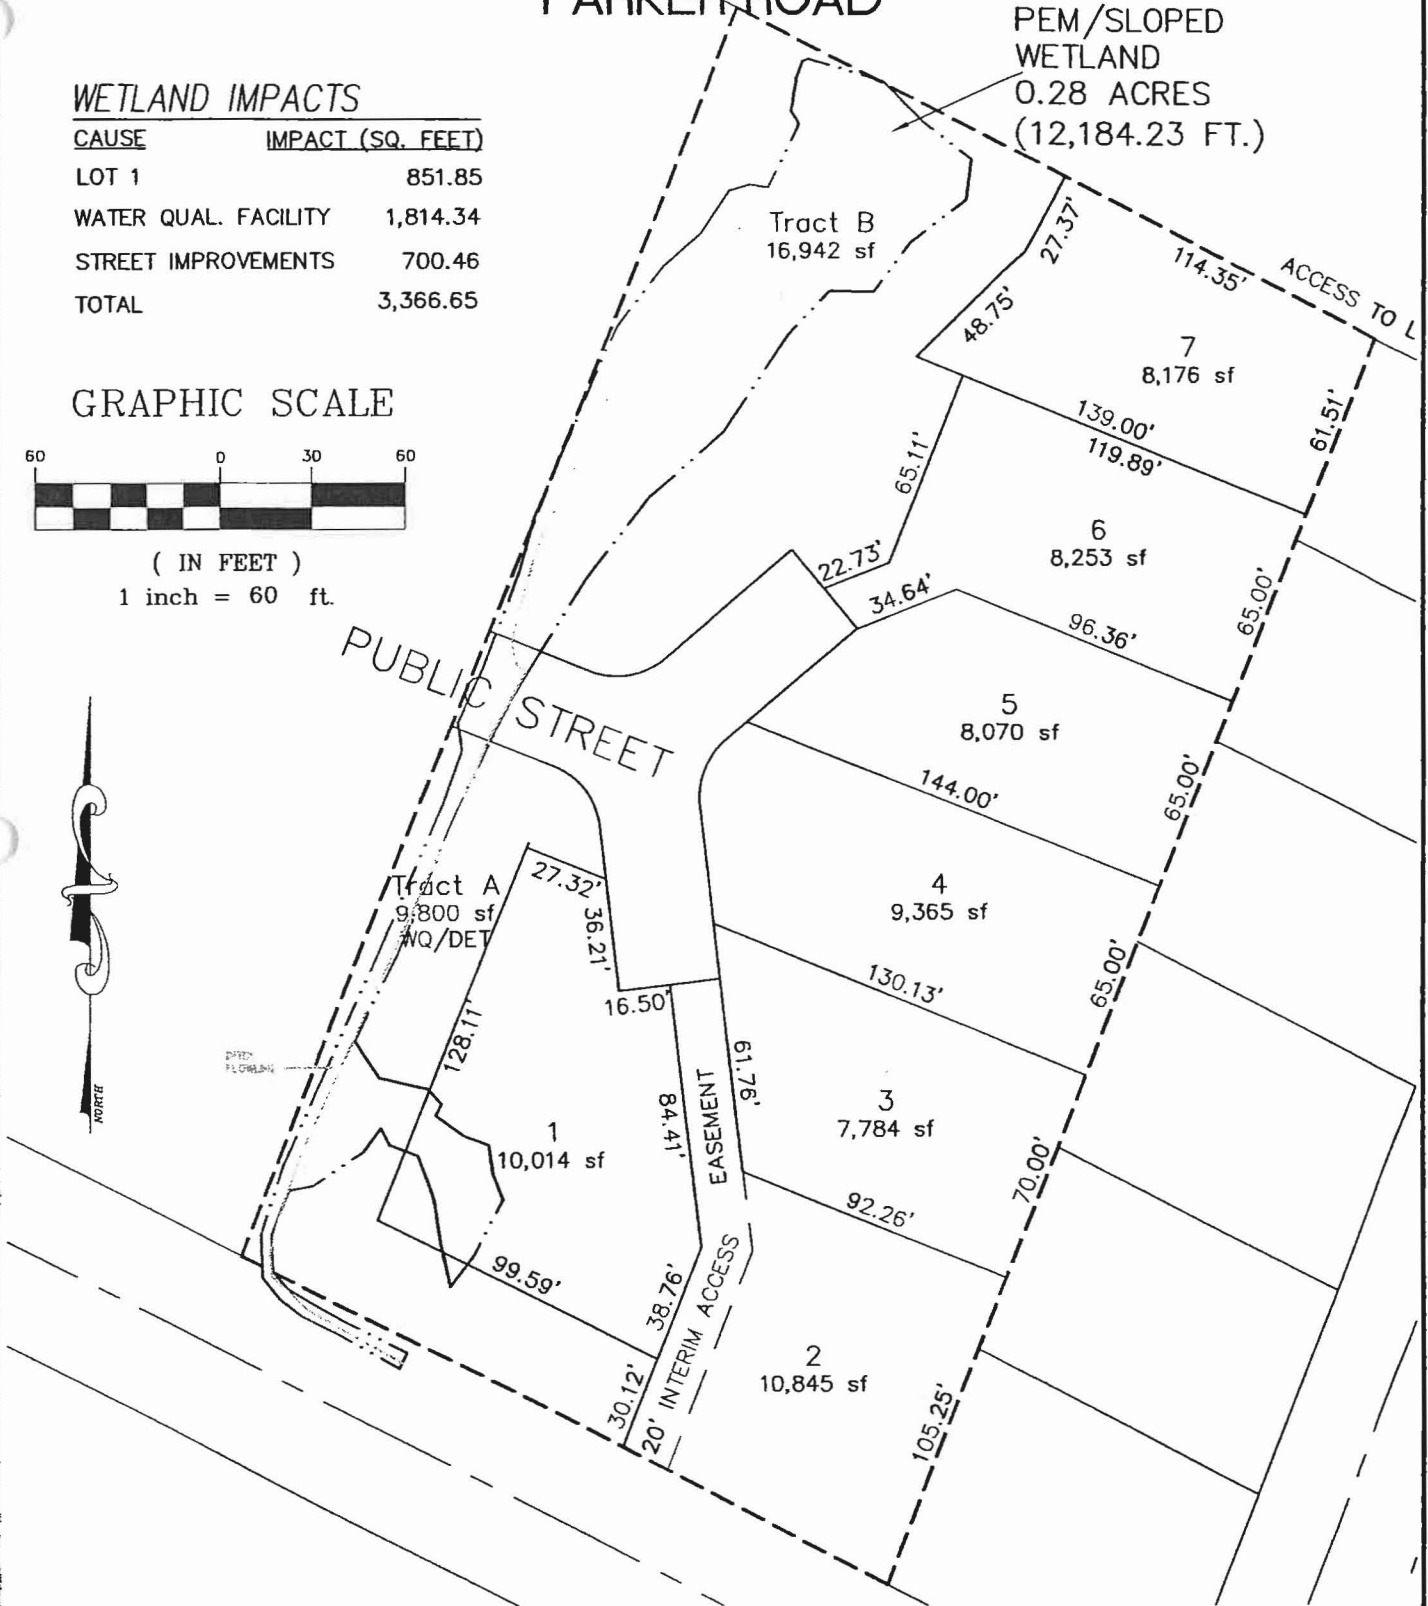 PARKER ROAD
PEM/SLOPED
WETLAND
0.28 ACRES
(12,184.23 FT.)
WETLAND IMPACTS
CAUSE IMPACT (SQ. FEET)
LOT 1 851.85
WATER QUAL. FACILITY 1,814.34
STREET IMPROVEMENTS 700.46
TOTAL 3,366.65
GRAPHIC SCALE
60 0 30 60
( IN FEET )
1 inch = 60 ft.
Tract B
16,942 sf
27.37'
48.75'
114.35'
ACCESS TO L
7
8,176 sf
61.51'
139.00'
119.89'
65.11'
6
8,253 sf
22.73'
34.64'
65.00'
96.36'
PUBLIC STREET
5
8,070 sf
144.00'
65.00'
4
9,365 sf
27.32'
36.21'
Tract A
9,800 sf
WQ/DET
130.13'
65.00'
16.50'
128.11'
61.76'
84.41'
3
7,784 sf
1
10,014 sf
70.00'
92.26'
99.59'
38.76'
30.12'
20' INTERIM ACCESS EASEMENT
2
10,845 sf
105.25'
NORTH